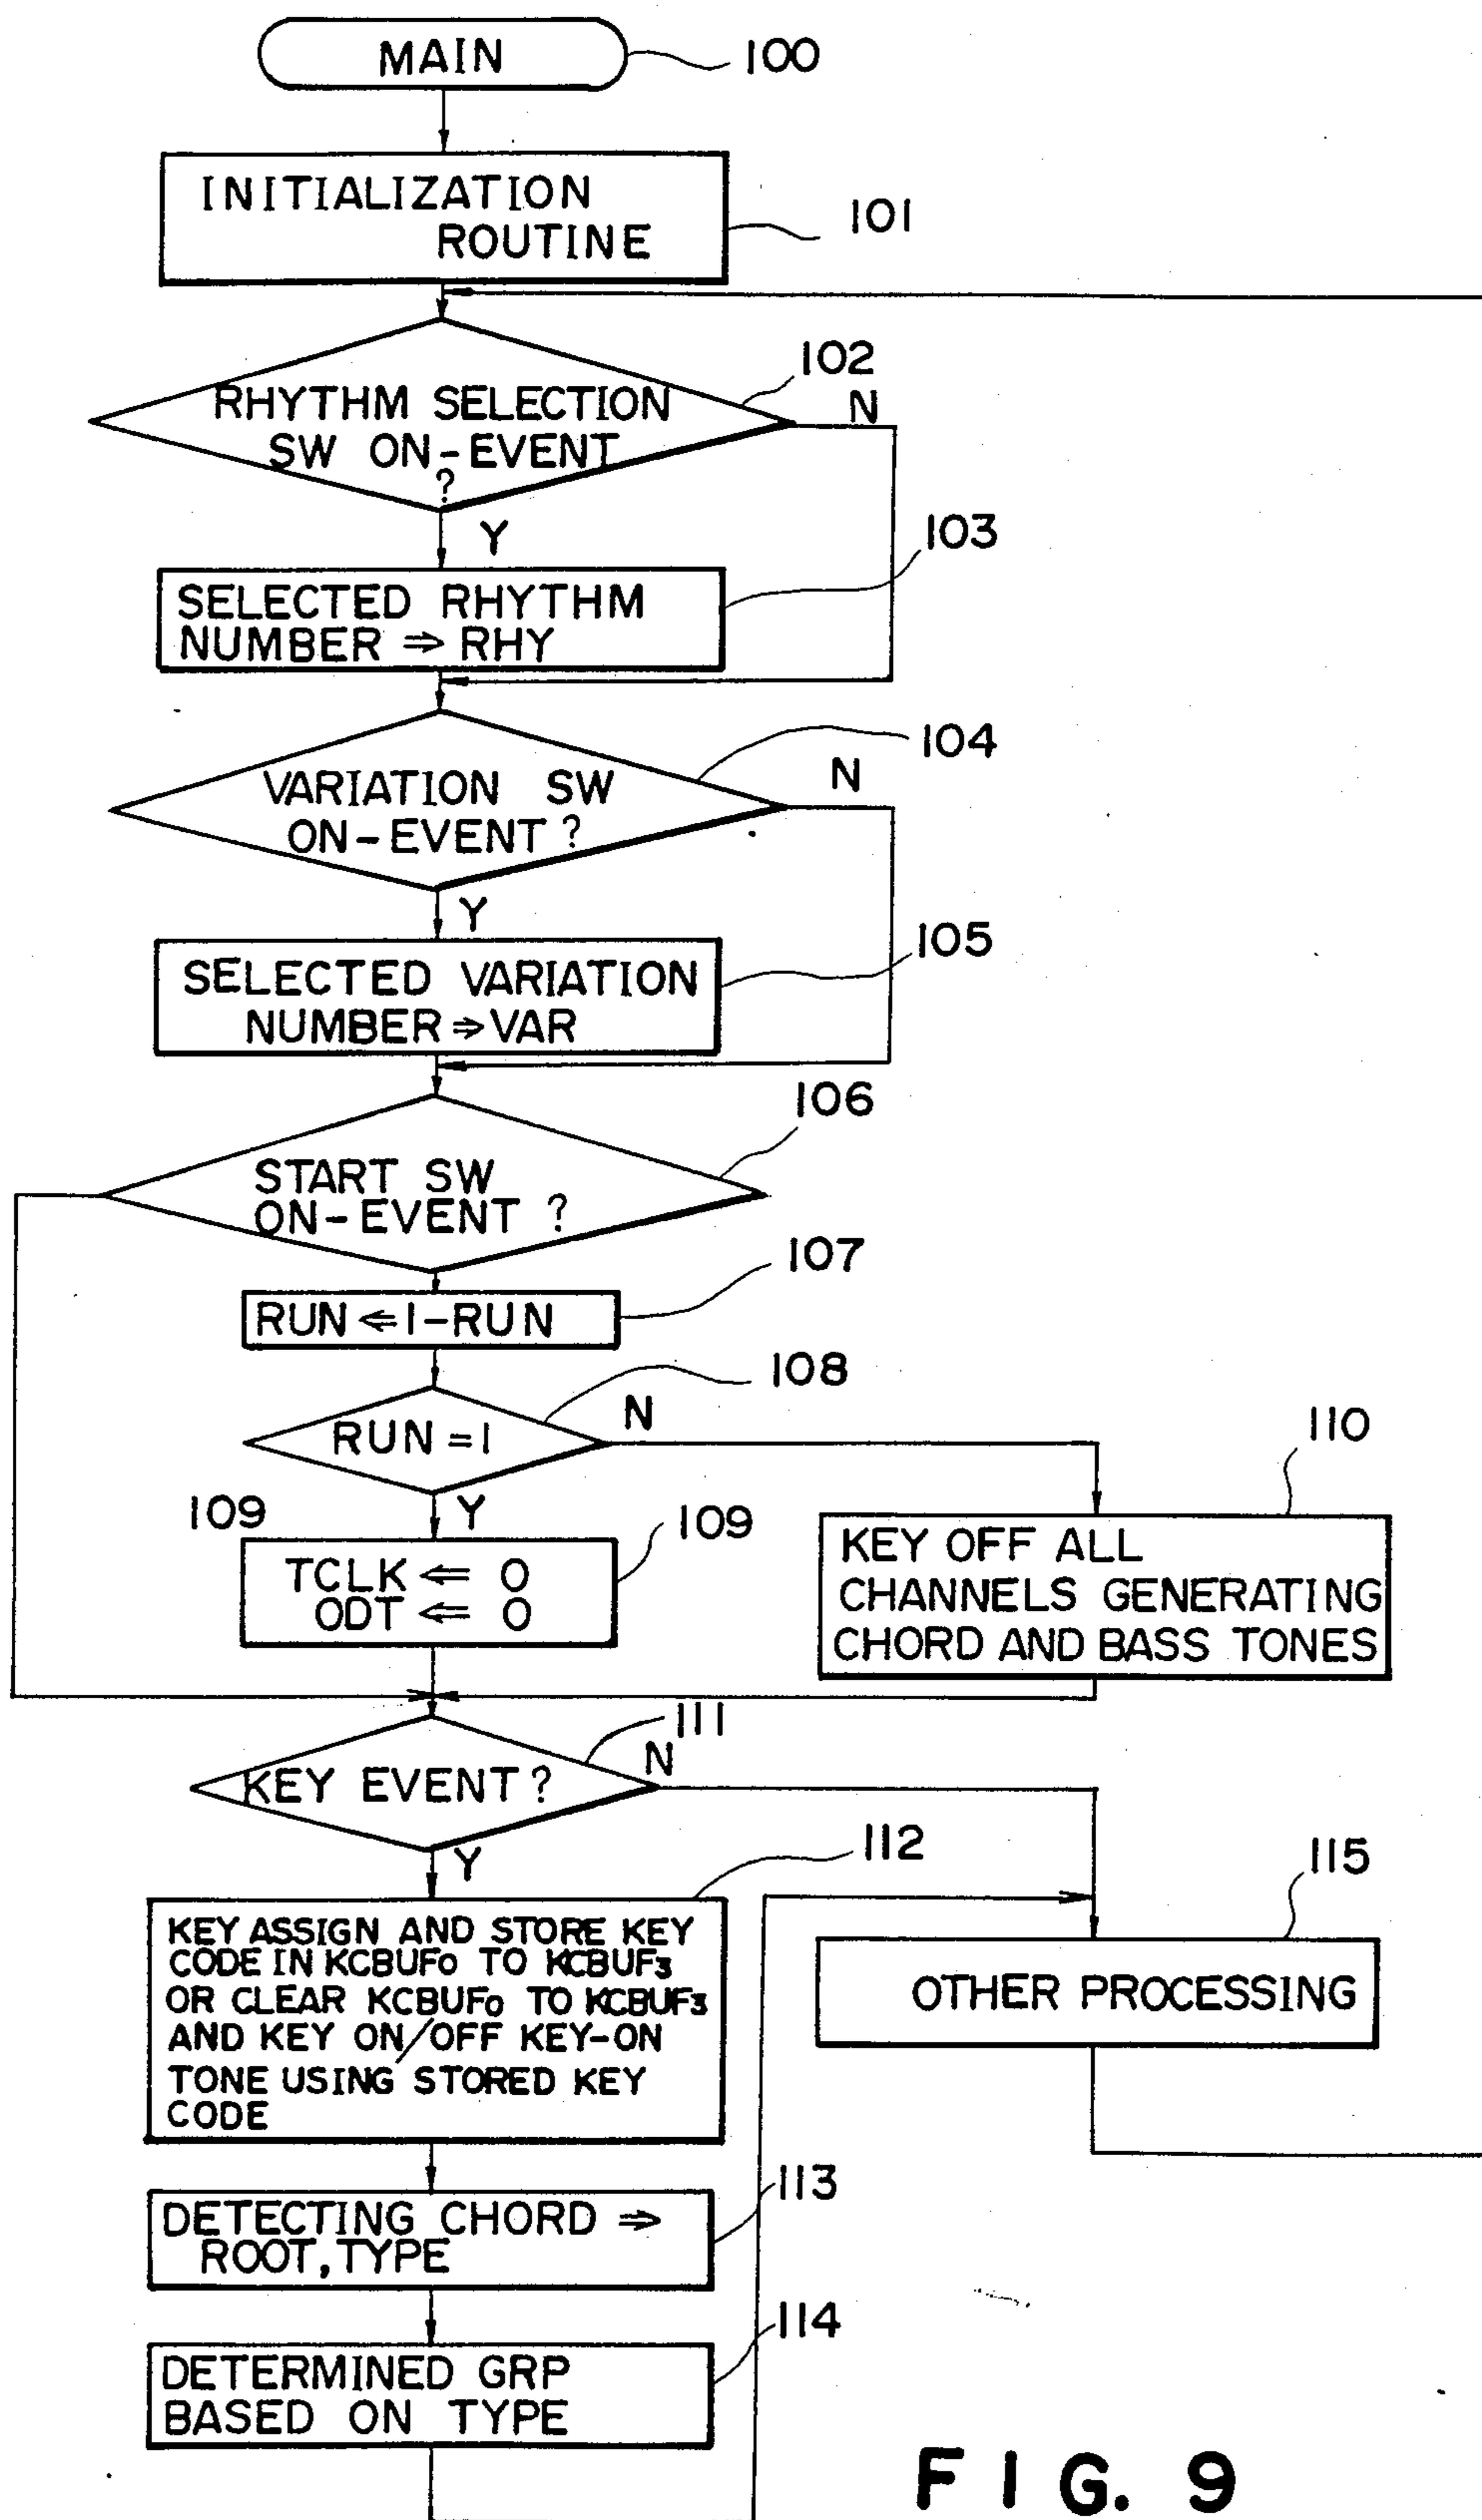 MAIN
100
INITIALIZATION
ROUTINE
101
102
N
RHYTHM SELECTION
SW ON-EVENT
?
Y
103
SELECTED RHYTHM
NUMBER ⇒ RHY
104
N
VARIATION SW
ON-EVENT ?
Y
105
SELECTED VARIATION
NUMBER ⇒ VAR
106
START SW
ON-EVENT ?
107
RUN ⇐ 1-RUN
108
N
RUN = 1
110
Y
109
109
TCLK ⇐ 0
ODT ⇐ 0
KEY OFF ALL
CHANNELS GENERATING
CHORD AND BASS TONES
111
N
KEY EVENT ?
Y
112
115
KEY ASSIGN AND STORE KEY
CODE IN KCBUF0 TO KCBUF3
OR CLEAR KCBUF0 TO KCBUF3
AND KEY ON/OFF KEY-ON
TONE USING STORED KEY
CODE
OTHER PROCESSING
113
DETECTING CHORD ⇒
ROOT, TYPE
114
DETERMINED GRP
BASED ON TYPE
FIG. 9